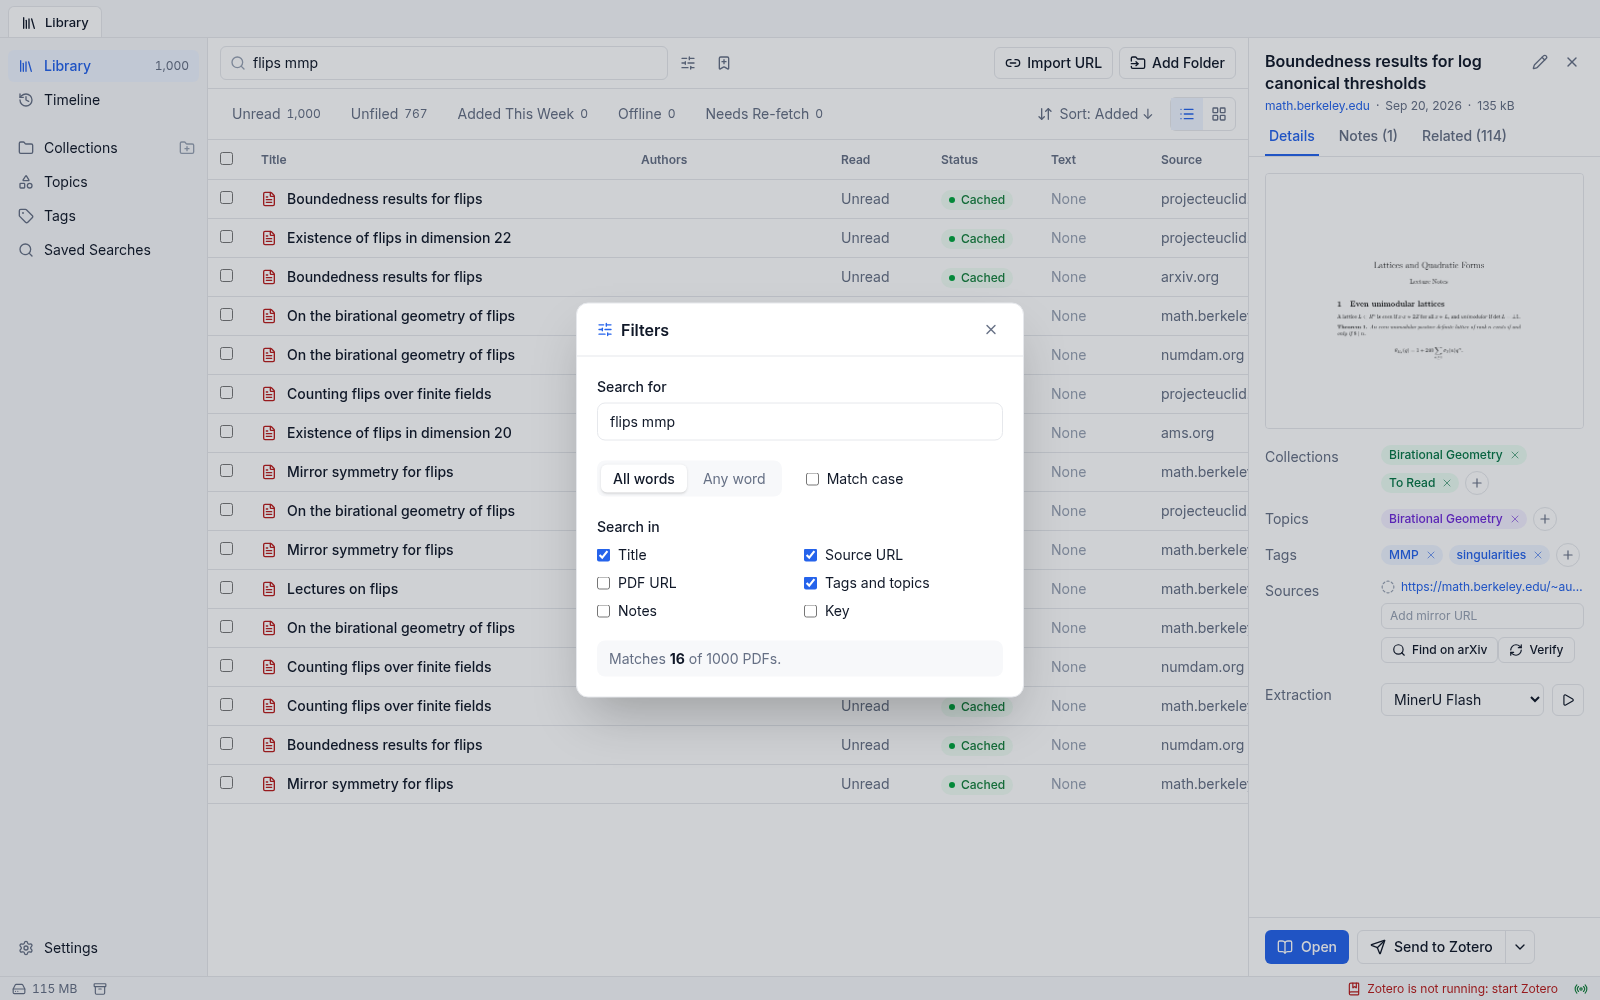 Library
Library 1,000
Timeline
Collections
Topics
Tags
Saved Searches
Settings
115 MB
flips mmp
Import URL
Add Folder
Unread 1,000
Unfiled 767
Added This Week 0
Offline 0
Needs Re-fetch 0
Sort: Added
Title Authors Read Status Text Source
Boundedness results for flips Unread Cached None projecteuclid
Existence of flips in dimension 22 Unread Cached None projecteuclid
Boundedness results for flips Unread Cached None arxiv.org
On the birational geometry of flips math.berkele
On the birational geometry of flips numdam.org
Counting flips over finite fields projecteuclid
Existence of flips in dimension 20 ams.org
Mirror symmetry for flips math.berkele
On the birational geometry of flips projecteuclid
Mirror symmetry for flips math.berkele
Lectures on flips math.berkele
On the birational geometry of flips math.berkele
Counting flips over finite fields numdam.org
Counting flips over finite fields Unread Cached None math.berkele
Boundedness results for flips Unread Cached None numdam.org
Mirror symmetry for flips Unread Cached None math.berkele
Filters
Search for
flips mmp
All words Any word Match case
Search in
Title Source URL
PDF URL Tags and topics
Notes Key
Matches 16 of 1000 PDFs.
Boundedness results for log
canonical thresholds
math.berkeley.edu · Sep 20, 2026 · 135 kB
Details Notes (1) Related (114)
Lattices and Quadratic Forms
Lecture Notes
1 Even unimodular lattices
Collections Birational Geometry
To Read
Topics Birational Geometry
Tags MMP singularities
Sources https://math.berkeley.edu/~au...
Add mirror URL
Find on arXiv Verify
Extraction MinerU Flash
Open Send to Zotero
Zotero is not running: start Zotero